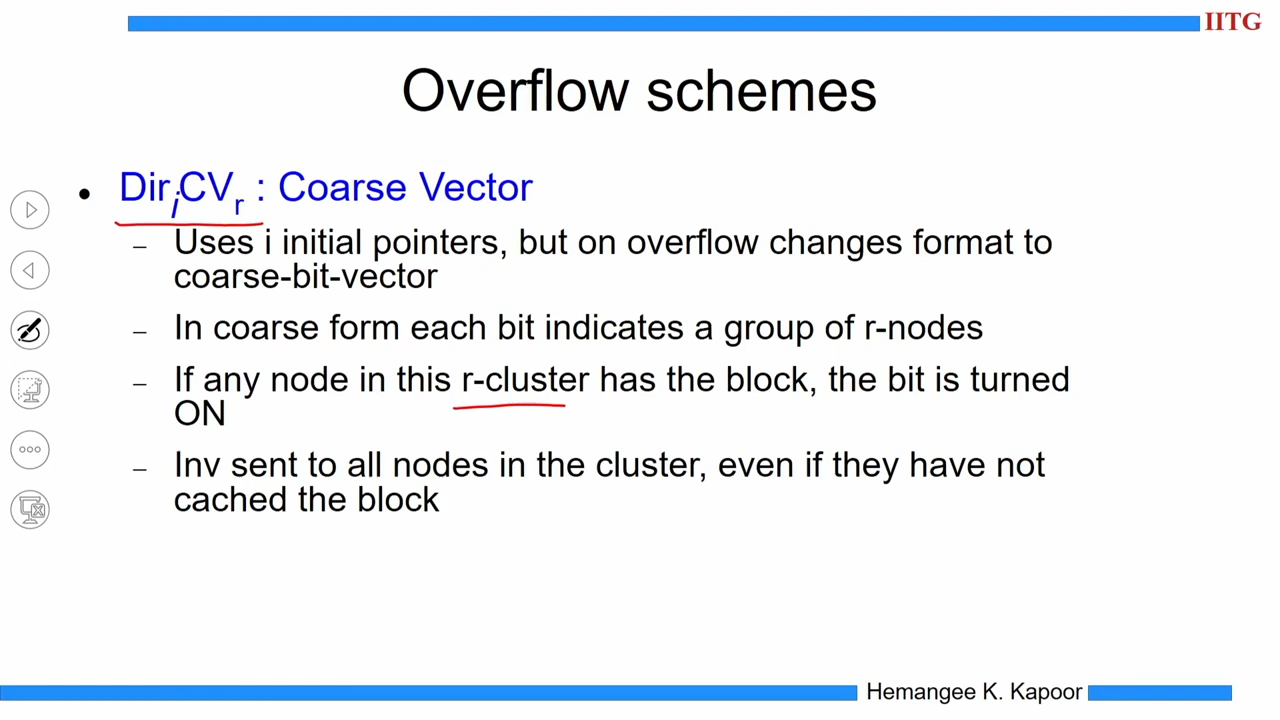 IITG
Overflow schemes
• Dir i CV r : Coarse Vector
– Uses i initial pointers, but on overflow changes format to
coarse-bit-vector
– In coarse form each bit indicates a group of r-nodes
– If any node in this r-cluster has the block, the bit is turned
ON
– Inv sent to all nodes in the cluster, even if they have not
cached the block
Hemangee K. Kapoor